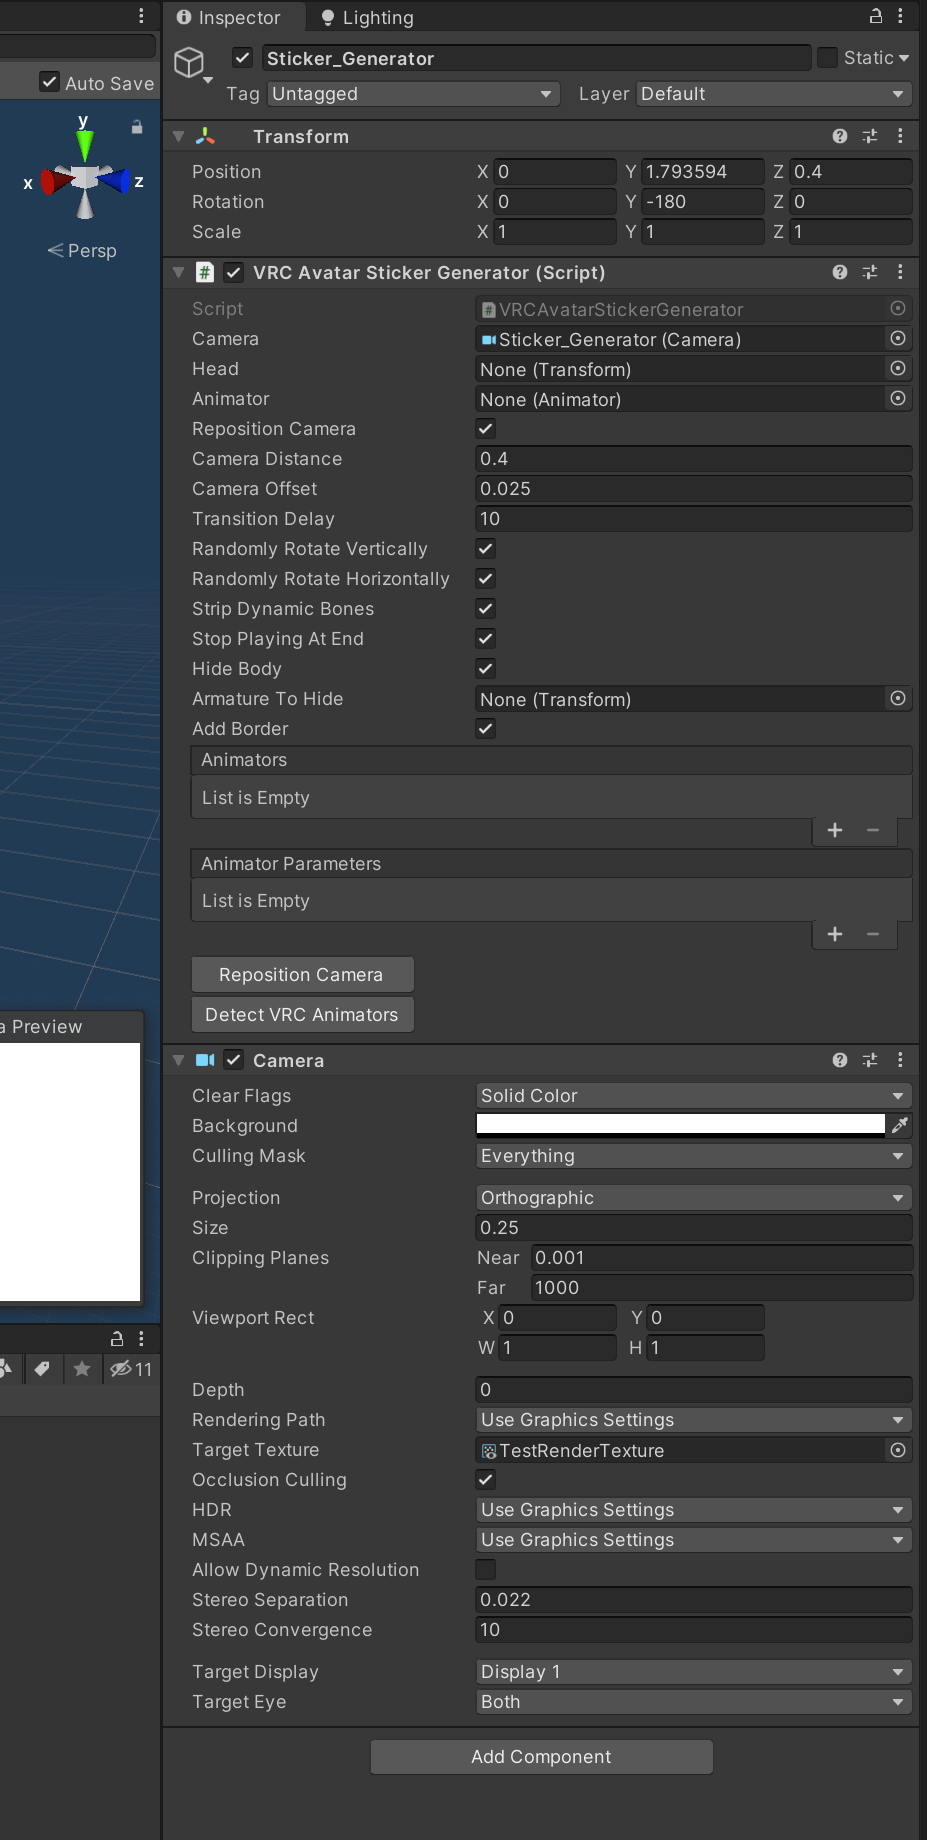 Inspector Lighting
Sticker_Generator Static
Auto Save
Tag Untagged Layer Default
y
x z
Persp
Transform
Position X 0 Y 1.793594 Z 0.4
Rotation X 0 Y -180 Z 0
Scale X 1 Y 1 Z 1
# VRC Avatar Sticker Generator (Script)
Script # VRCAvatarStickerGenerator
Camera Sticker_Generator (Camera)
Head None (Transform)
Animator None (Animator)
Reposition Camera
Camera Distance 0.4
Camera Offset 0.025
Transition Delay 10
Randomly Rotate Vertically
Randomly Rotate Horizontally
Strip Dynamic Bones
Stop Playing At End
Hide Body
Armature To Hide None (Transform)
Add Border
Animators
List is Empty
+ −
Animator Parameters
List is Empty
+ −
Reposition Camera
Detect VRC Animators
a Preview
Camera
Clear Flags Solid Color
Background
Culling Mask Everything
Projection Orthographic
Size 0.25
Clipping Planes Near 0.001
Far 1000
Viewport Rect X 0 Y 0
W 1 H 1
11
Depth 0
Rendering Path Use Graphics Settings
Target Texture TestRenderTexture
Occlusion Culling
HDR Use Graphics Settings
MSAA Use Graphics Settings
Allow Dynamic Resolution
Stereo Separation 0.022
Stereo Convergence 10
Target Display Display 1
Target Eye Both
Add Component